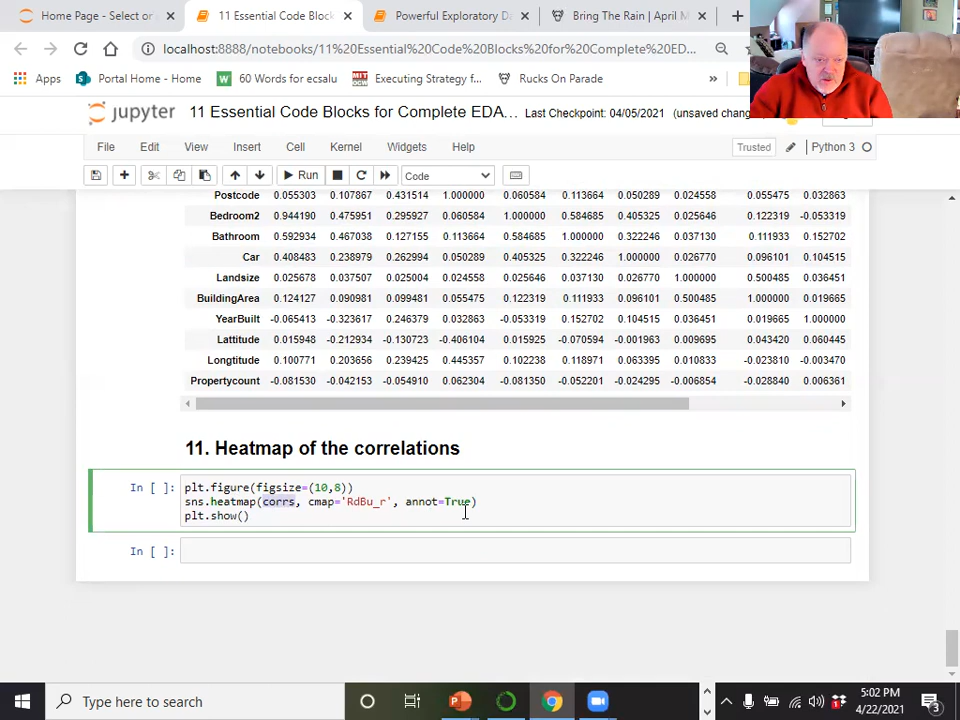 Home Page - Select or
11 Essential Code Block
Powerful Exploratory Da
Bring The Rain | April M
localhost:8888/notebooks/11%20Essential%20Code%20Blocks%20for%20Complete%20ED...
Apps
Portal Home - Home
60 Words for ecsalu
Executing Strategy f
Rucks On Parade
»
jupyter
11 Essential Code Blocks for Complete EDA...
Last Checkpoint: 04/05/2021
(unsaved chang
File
Edit
View
Insert
Cell
Kernel
Widgets
Help
Trusted
Python 3
Run
Code
Postcode 0.055303 0.107867 0.431514 1.000000 0.060584 0.113664 0.050289 0.024558 0.055475 0.032863
Bedroom2 0.944190 0.475951 0.295927 0.060584 1.000000 0.584685 0.405325 0.025646 0.122319 -0.053319
Bathroom 0.592934 0.467038 0.127155 0.113664 0.584685 1.000000 0.322246 0.037130 0.111933 0.152702
Car 0.408483 0.238979 0.262994 0.050289 0.405325 0.322246 1.000000 0.026770 0.096101 0.104515
Landsize 0.025678 0.037507 0.025004 0.024558 0.025646 0.037130 0.026770 1.000000 0.500485 0.036451
BuildingArea 0.124127 0.090981 0.099481 0.055475 0.122319 0.111933 0.096101 0.500485 1.000000 0.019665
YearBuilt -0.065413 -0.323617 0.246379 0.032863 -0.053319 0.152702 0.104515 0.036451 0.019665 1.000000
Lattitude 0.015948 -0.212934 -0.130723 -0.406104 0.015925 -0.070594 -0.001963 0.009695 0.043420 0.060445
Longtitude 0.100771 0.203656 0.239425 0.445357 0.102238 0.118971 0.063395 0.010833 -0.023810 -0.003470
Propertycount -0.081530 -0.042153 -0.054910 0.062304 -0.081350 -0.052201 -0.024295 -0.006854 -0.028840 0.006361
11. Heatmap of the correlations
In [ ]:
plt.figure(figsize=(10,8))
sns.heatmap(corrs, cmap='RdBu_r', annot=True)
plt.show()
In [ ]:
Type here to search
5:02 PM
4/22/2021